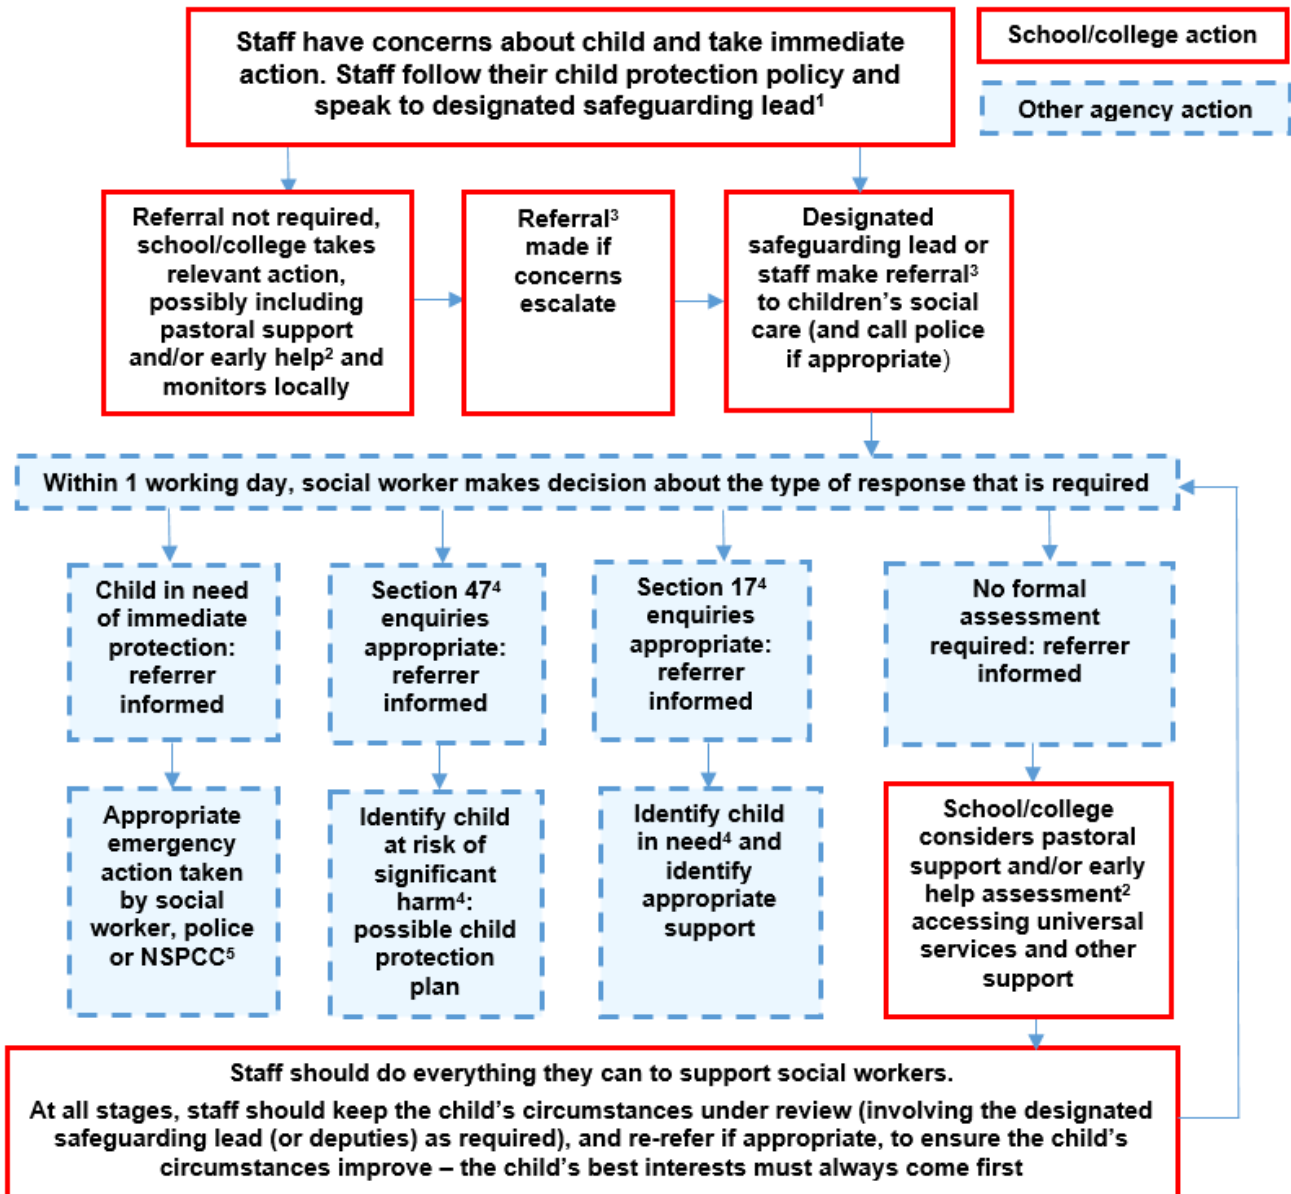 Staff have concerns about child and take immediate
action. Staff follow their child protection policy and
speak to designated safeguarding lead¹
School/college action
Other agency action
Referral not required,
school/college takes
relevant action,
possibly including
pastoral support
and/or early help² and
monitors locally
Referral³
made if
concerns
escalate
Designated
safeguarding lead or
staff make referral³
to children’s social
care (and call police
if appropriate)
Within 1 working day, social worker makes decision about the type of response that is required
Child in need
of immediate
protection:
referrer
informed
Section 47⁴
enquiries
appropriate:
referrer
informed
Section 17⁴
enquiries
appropriate:
referrer
informed
No formal
assessment
required: referrer
informed
Appropriate
emergency
action taken
by social
worker, police
or NSPCC⁵
Identify child
at risk of
significant
harm⁴:
possible child
protection
plan
Identify child
in need⁴ and
identify
appropriate
support
School/college
considers pastoral
support and/or early
help assessment²
accessing universal
services and other
support
Staff should do everything they can to support social workers.
At all stages, staff should keep the child’s circumstances under review (involving the designated
safeguarding lead (or deputies) as required), and re-refer if appropriate, to ensure the child’s
circumstances improve – the child’s best interests must always come first